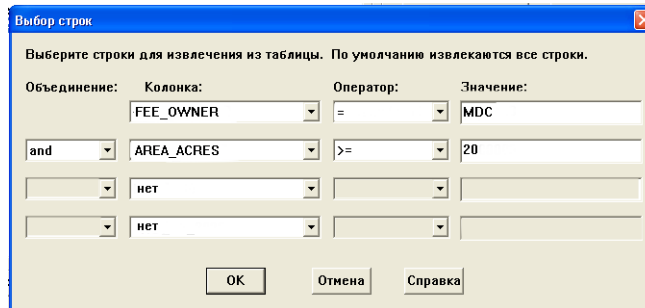 Выбор строк
Выберите строки для извлечения из таблицы. По умолчанию извлекаются все строки.
Объединение: Колонка: Оператор: Значение:
FEE_OWNER = MDC
and AREA_ACRES >= 20
нет
нет
OK Отмена Справка